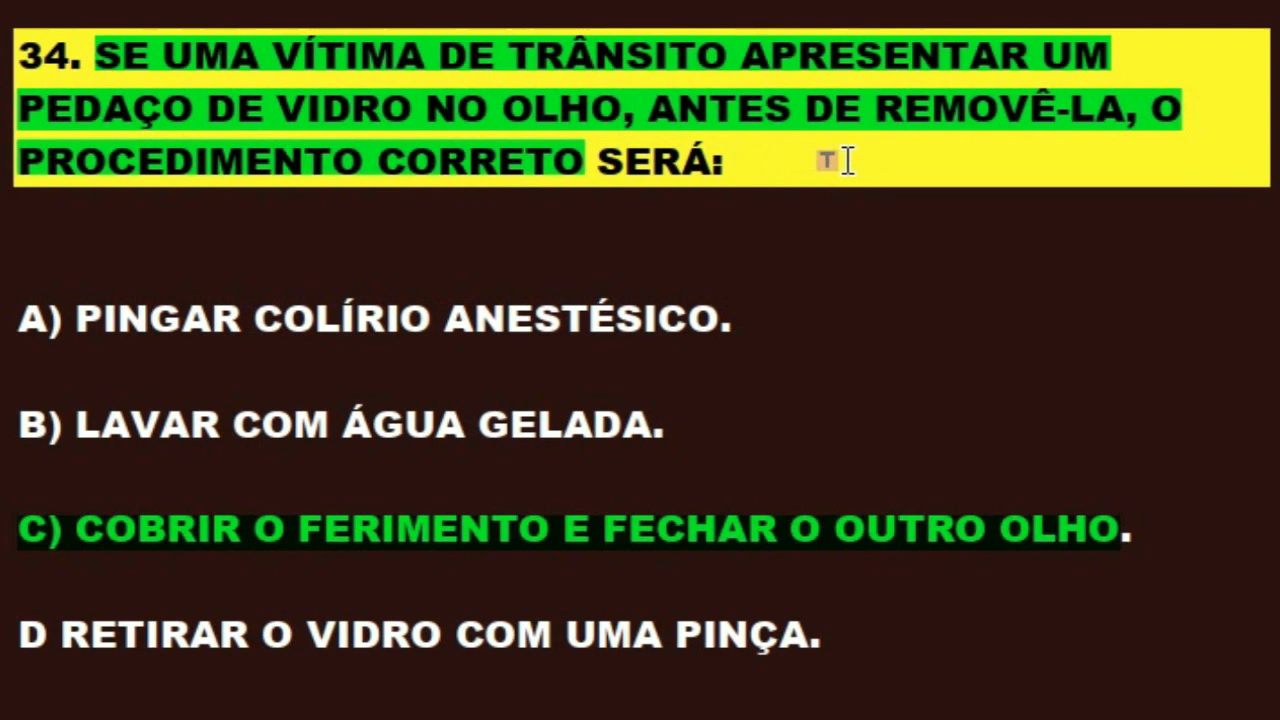 34. SE UMA VÍTIMA DE TRÂNSITO APRESENTAR UM
PEDAÇO DE VIDRO NO OLHO, ANTES DE REMOVÊ-LA, O
PROCEDIMENTO CORRETO SERÁ:
T
A) PINGAR COLÍRIO ANESTÉSICO.
B) LAVAR COM ÁGUA GELADA.
C) COBRIR O FERIMENTO E FECHAR O OUTRO OLHO.
D RETIRAR O VIDRO COM UMA PINÇA.